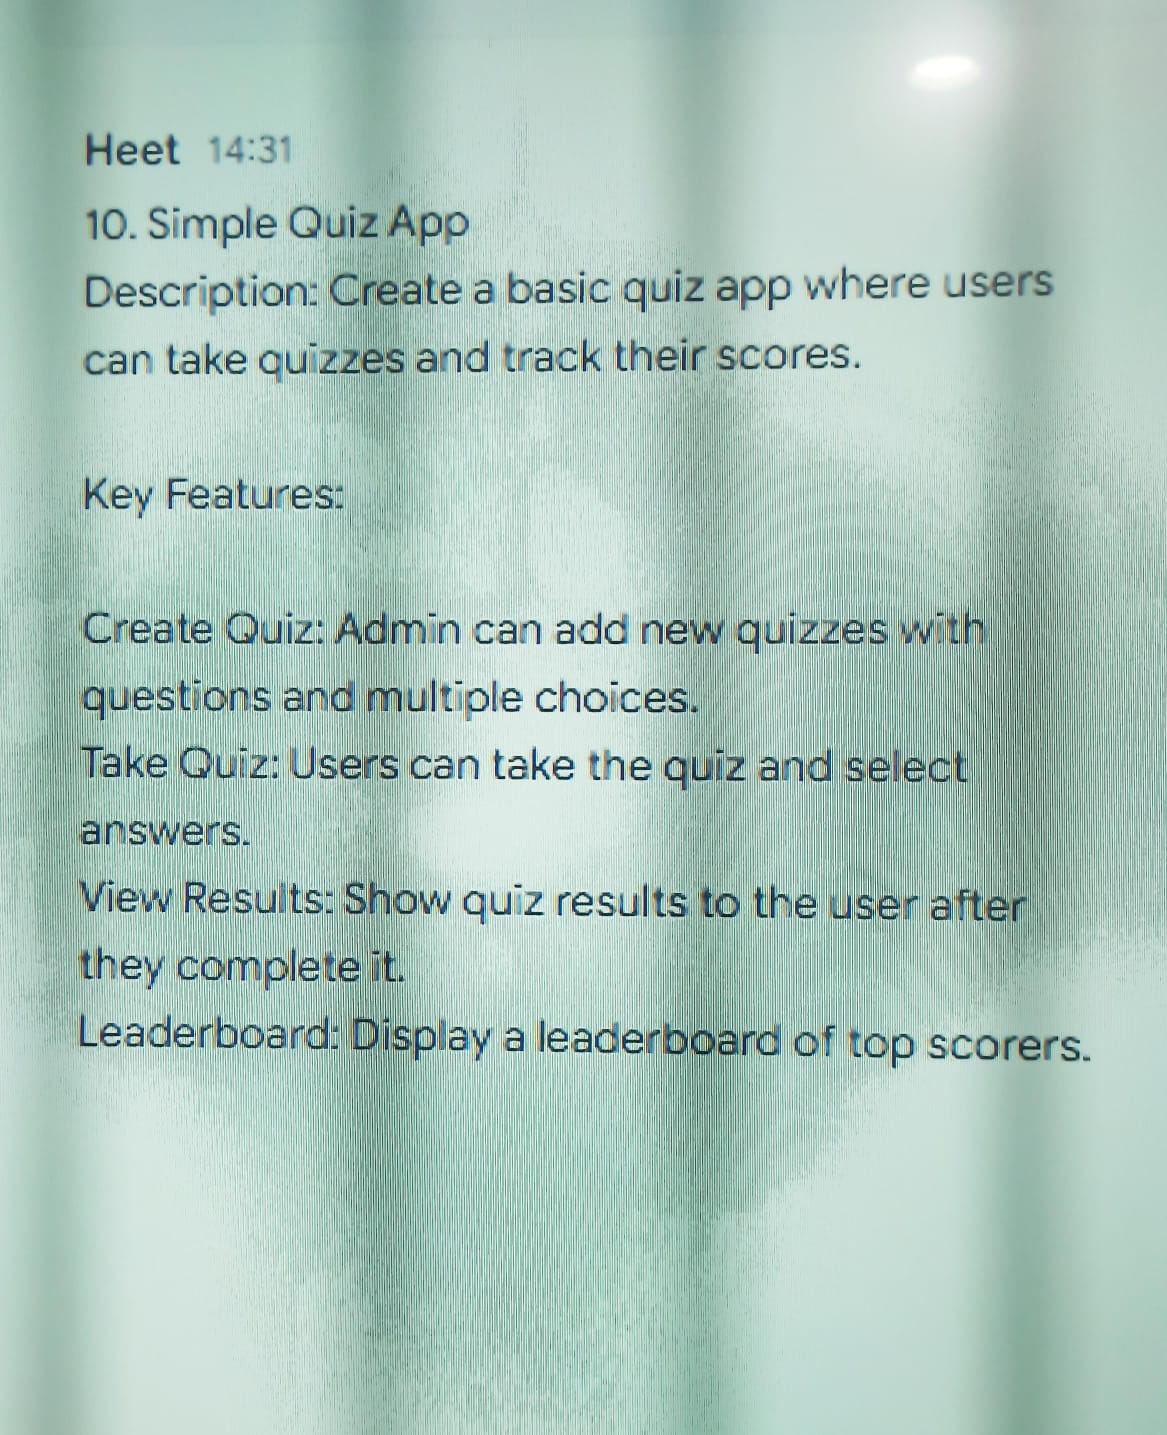 Heet 14:31
10. Simple Quiz App
Description: Create a basic quiz app where users
can take quizzes and track their scores.
Key Features:
Create Quiz: Admin can add new quizzes with
questions and multiple choices.
Take Quiz: Users can take the quiz and select
answers.
View Results: Show quiz results to the user after
they complete it.
Leaderboard: Display a leaderboard of top scorers.